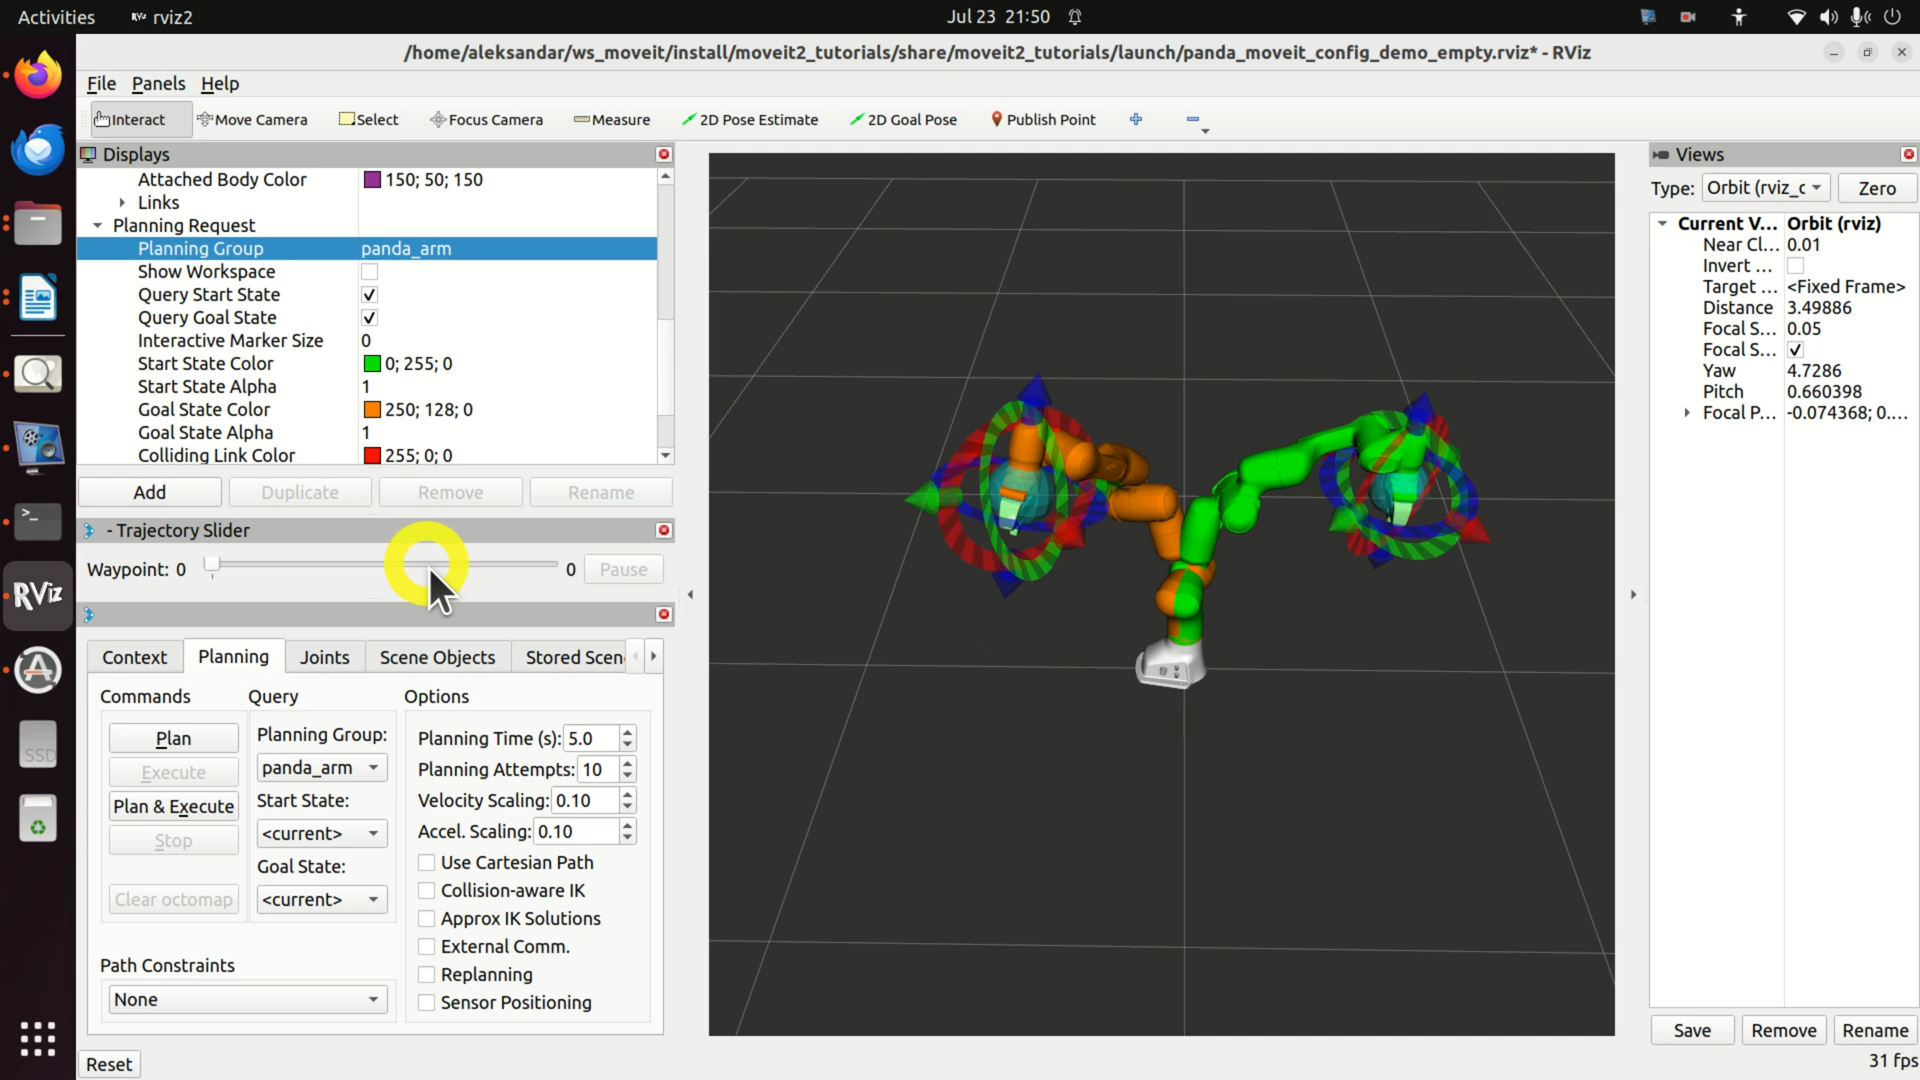 Activities
RViz rviz2
Jul 23 21:50
/home/aleksandar/ws_moveit/install/moveit2_tutorials/share/moveit2_tutorials/launch/panda_moveit_config_demo_empty.rviz* - RViz
File Panels Help
Interact Move Camera Select Focus Camera Measure 2D Pose Estimate 2D Goal Pose Publish Point
Displays
Attached Body Color 150; 50; 150
Links
Planning Request
Planning Group panda_arm
Show Workspace
Query Start State
Query Goal State
Interactive Marker Size 0
Start State Color 0; 255; 0
Start State Alpha 1
Goal State Color 250; 128; 0
Goal State Alpha 1
Colliding Link Color 255; 0; 0
Add Duplicate Remove Rename
- Trajectory Slider
Waypoint: 0 0 Pause
Context Planning Joints Scene Objects Stored Scen
Commands Query Options
Plan
Execute
Plan & Execute
Stop
Clear octomap
Planning Group:
panda_arm
Start State:
<current>
Goal State:
<current>
Planning Time (s): 5.0
Planning Attempts: 10
Velocity Scaling: 0.10
Accel. Scaling: 0.10
Use Cartesian Path
Collision-aware IK
Approx IK Solutions
External Comm.
Replanning
Sensor Positioning
Path Constraints
None
Reset
Views
Type: Orbit (rviz_c Zero
Current V... Orbit (rviz)
Near Cl... 0.01
Invert ...
Target ... <Fixed Frame>
Distance 3.49886
Focal S... 0.05
Focal S...
Yaw 4.7286
Pitch 0.660398
Focal P... -0.074368; 0....
Save Remove Rename
31 fps
RViz
SSD